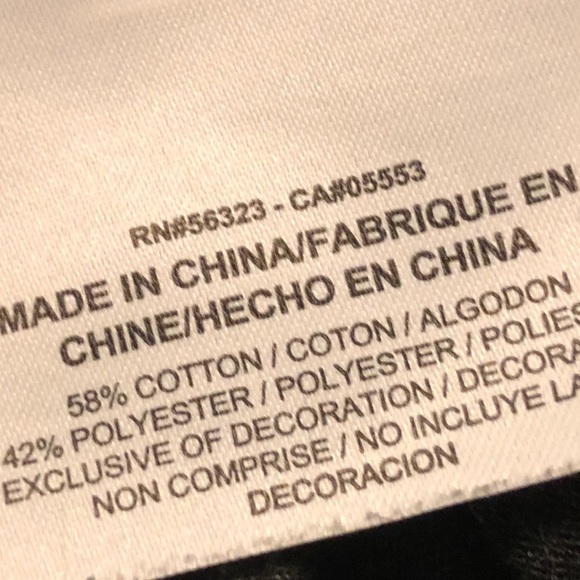 RN#56323 - CA#05553
MADE IN CHINA/FABRIQUE EN
CHINE/HECHO EN CHINA
58% COTTON / COTON / ALGODON
42% POLYESTER / POLYESTER / POLIES
EXCLUSIVE OF DECORATION / DECORA
NON COMPRISE / NO INCLUYE LA
DECORACION